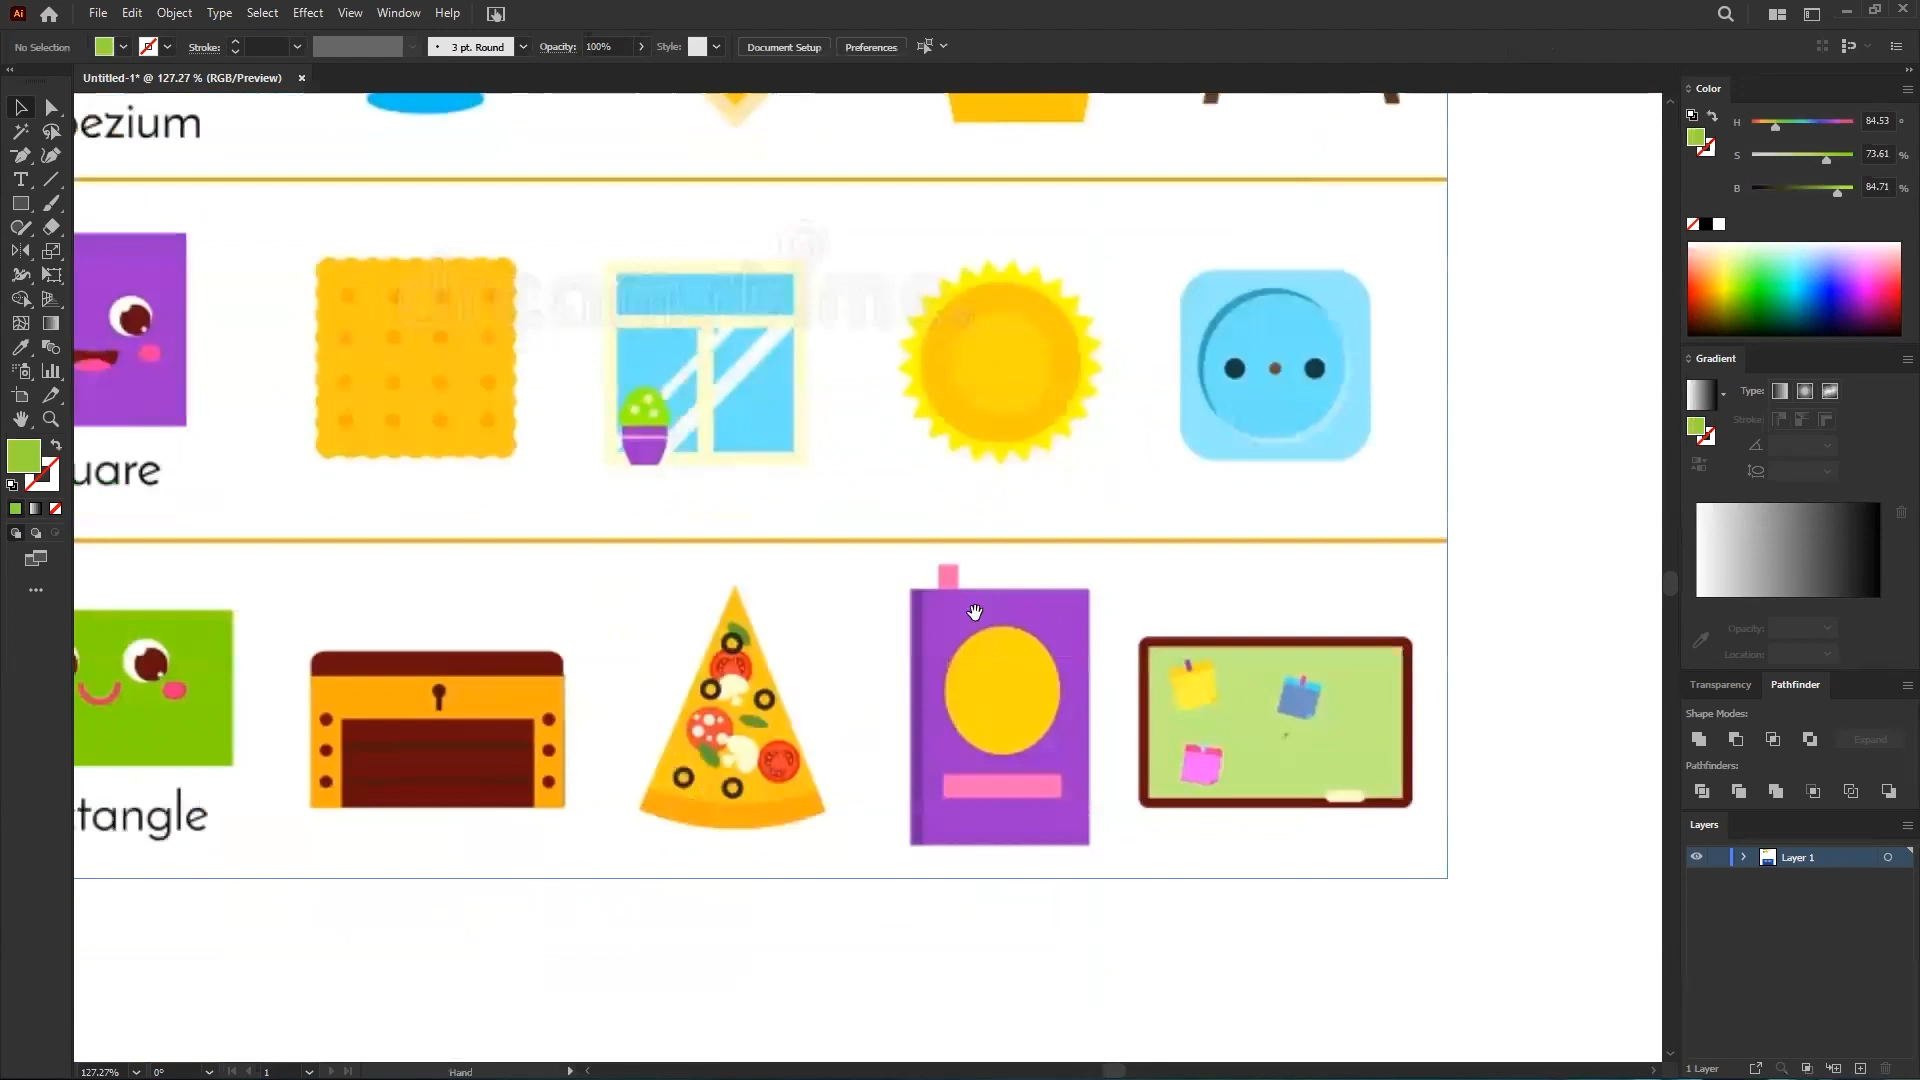 Ai File Edit Object Type Select Effect View Window Help
No Selection Stroke: 3 pt. Round Opacity: 100% Style: Document Setup Preferences
Untitled-1* @ 127.27 % (RGB/Preview) ×
pezium
uare
tangle
Color
H 84.53 °
S 73.61 %
B 84.71 %
Gradient
Type:
Stroke:
Opacity:
Location:
Transparency Pathfinder
Shape Modes:
Expand
Pathfinders:
Layers
Layer 1
1 Layer
127.27% 0° 1 Hand